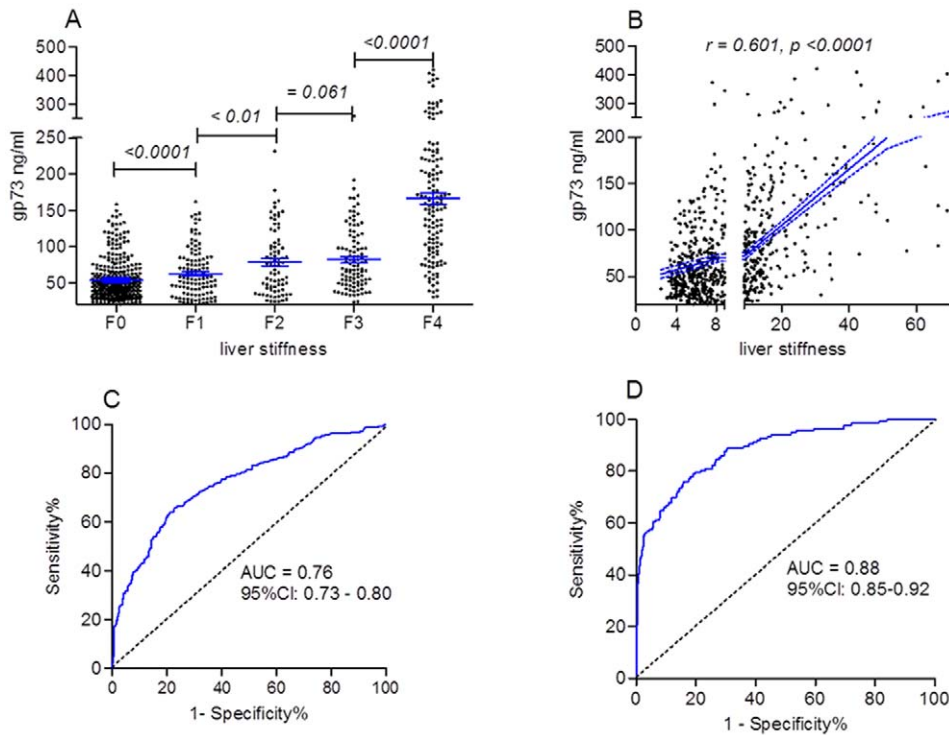 A
<0.0001
= 0.061
< 0.01
<0.0001
500
400
300
250
200
150
100
50
gp73 ng/ml
F0 F1 F2 F3 F4
liver stiffness
B
r = 0.601, p <0.0001
500
400
300
200
150
100
50
gp73 ng/ml
0 4 8 20 40 60
liver stiffness
C
100
80
60
40
20
0
Sensitivity%
AUC = 0.76
95%CI: 0.73 - 0.80
0 20 40 60 80 100
1- Specificity%
D
100
80
60
40
20
0
Sensitivity%
AUC = 0.88
95%CI: 0.85-0.92
0 20 40 60 80 100
1 - Specificity%